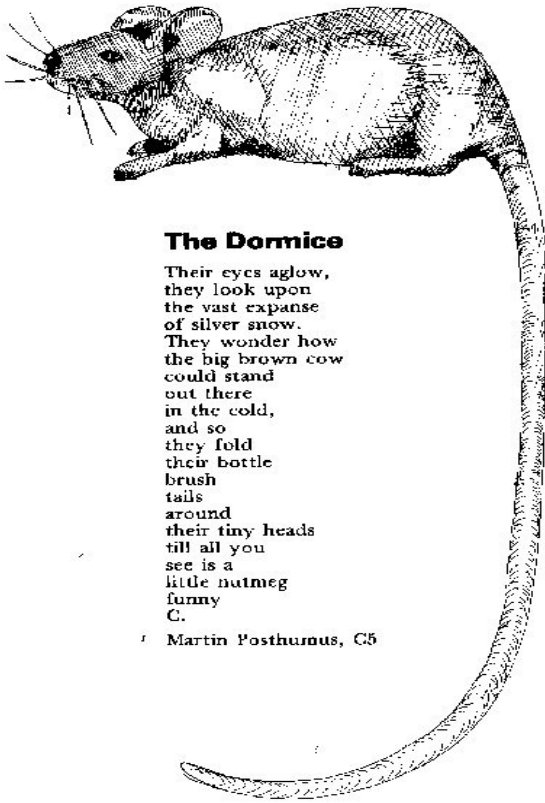 The Dormice
Their eyes aglow,
they look upon
the vast expanse
of silver snow.
They wonder how
the big brown cow
could stand
out there
in the cold,
and so
they fold
their bottle
brush
tails
around
their tiny heads
till all you
see is a
little nutmeg
funny
C.
Martin Posthumus, C5